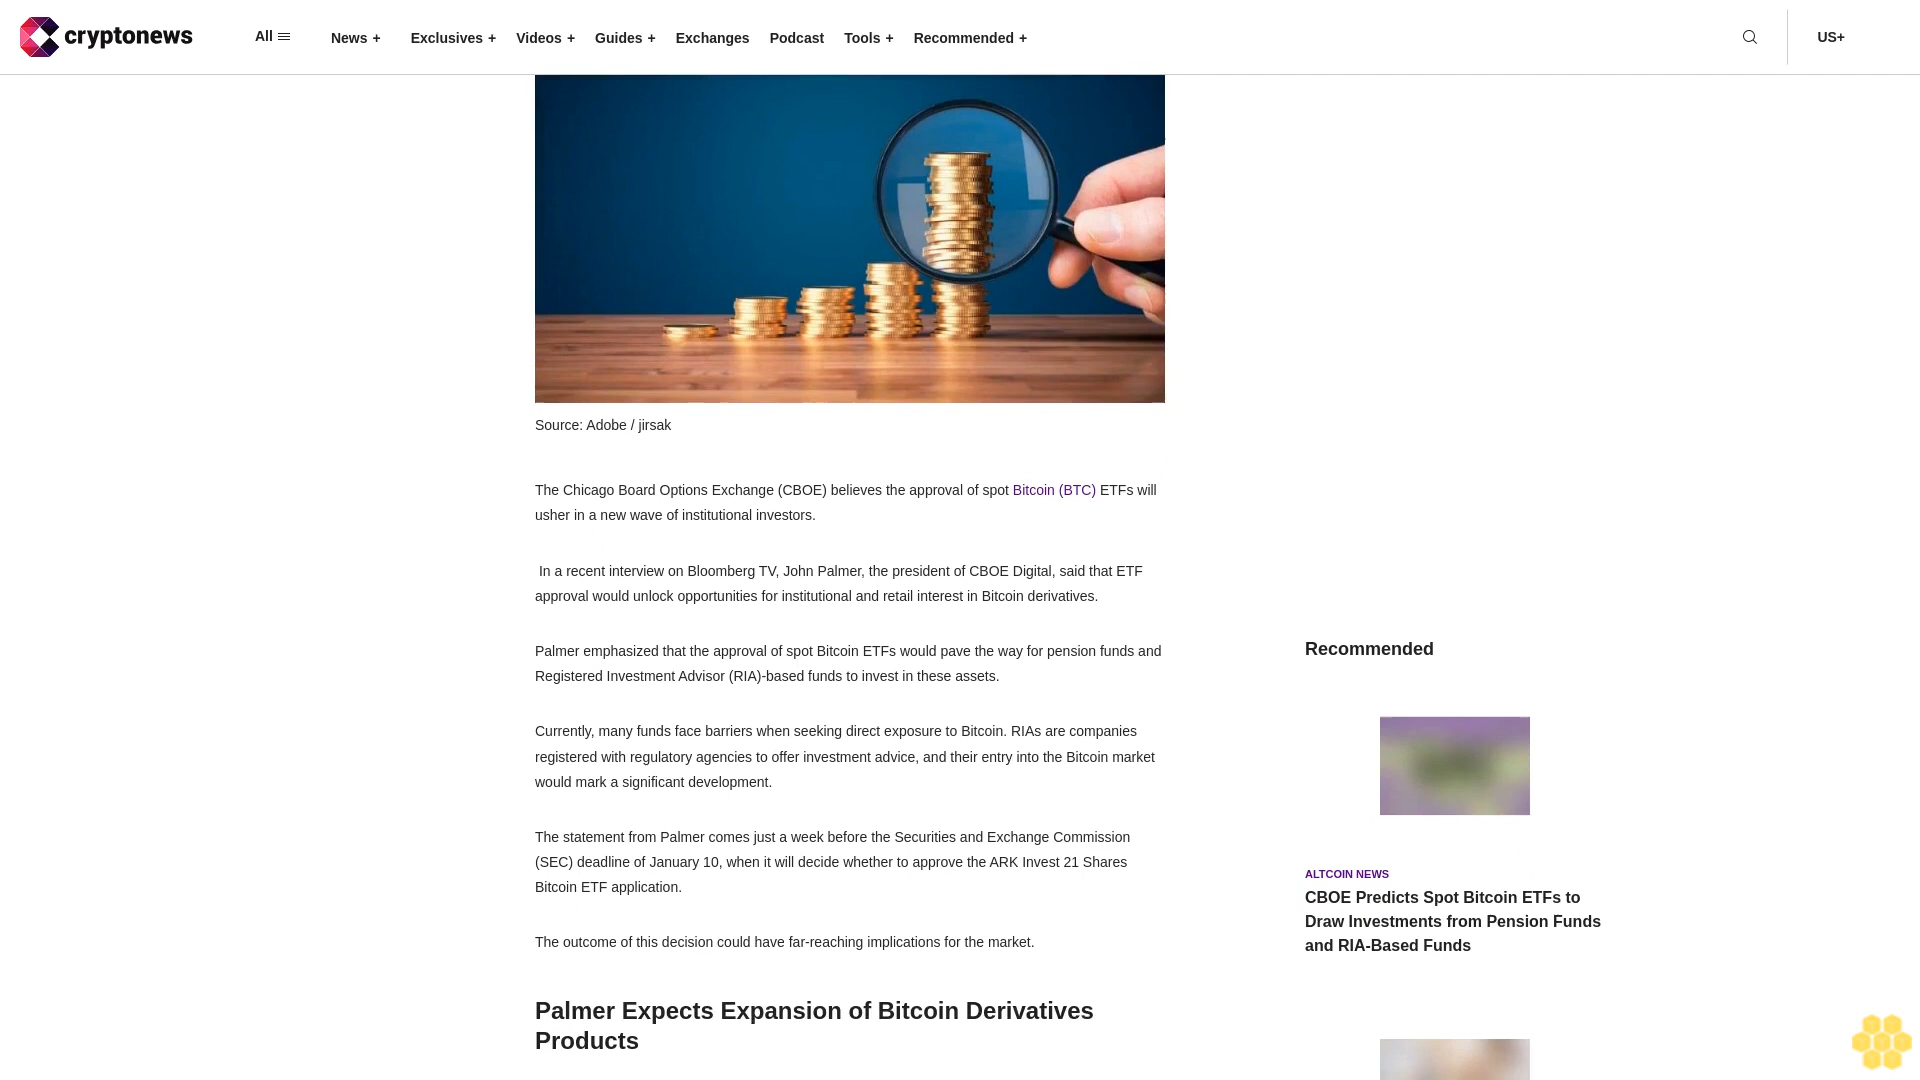 cryptonews
All
News +
Exclusives +
Videos +
Guides +
Exchanges
Podcast
Tools +
Recommended +
US+
Source: Adobe / jirsak
The Chicago Board Options Exchange (CBOE) believes the approval of spot Bitcoin (BTC) ETFs will
usher in a new wave of institutional investors.
In a recent interview on Bloomberg TV, John Palmer, the president of CBOE Digital, said that ETF
approval would unlock opportunities for institutional and retail interest in Bitcoin derivatives.
Palmer emphasized that the approval of spot Bitcoin ETFs would pave the way for pension funds and
Registered Investment Advisor (RIA)-based funds to invest in these assets.
Currently, many funds face barriers when seeking direct exposure to Bitcoin. RIAs are companies
registered with regulatory agencies to offer investment advice, and their entry into the Bitcoin market
would mark a significant development.
The statement from Palmer comes just a week before the Securities and Exchange Commission
(SEC) deadline of January 10, when it will decide whether to approve the ARK Invest 21 Shares
Bitcoin ETF application.
The outcome of this decision could have far-reaching implications for the market.
Palmer Expects Expansion of Bitcoin Derivatives
Products
Recommended
ALTCOIN NEWS
CBOE Predicts Spot Bitcoin ETFs to
Draw Investments from Pension Funds
and RIA-Based Funds